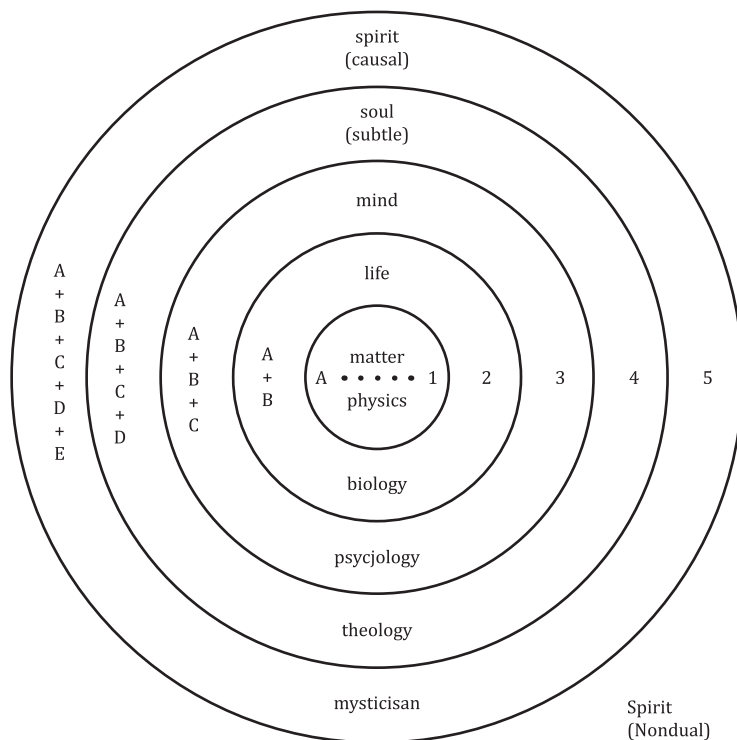 spirit
(causal)
soul
(subtle)
mind
life
A
+
B
+
C
+
D
+
E
A
+
B
+
C
+
D
A
+
B
+
C
A
+
B
matter
A • • • • • 1
physics
2
3
4
5
biology
psycjology
theology
mysticisan
Spirit
(Nondual)